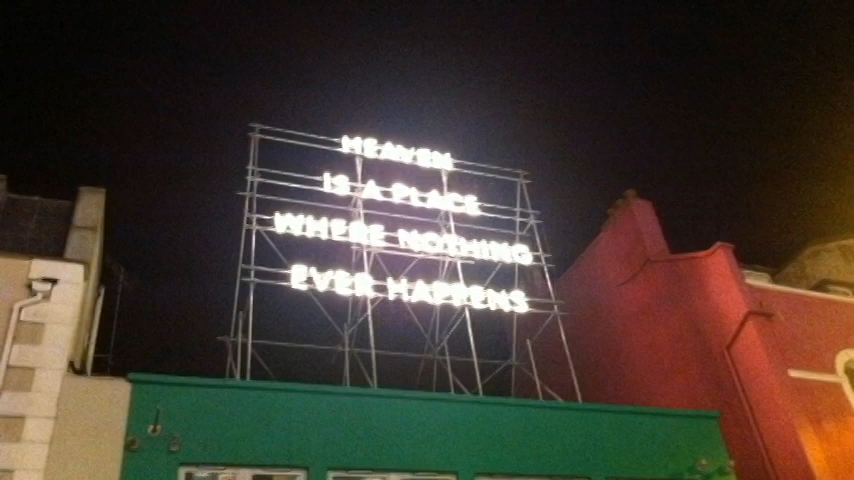 HEAVEN
IS A PLACE
WHERE NOTHING
EVER HAPPENS